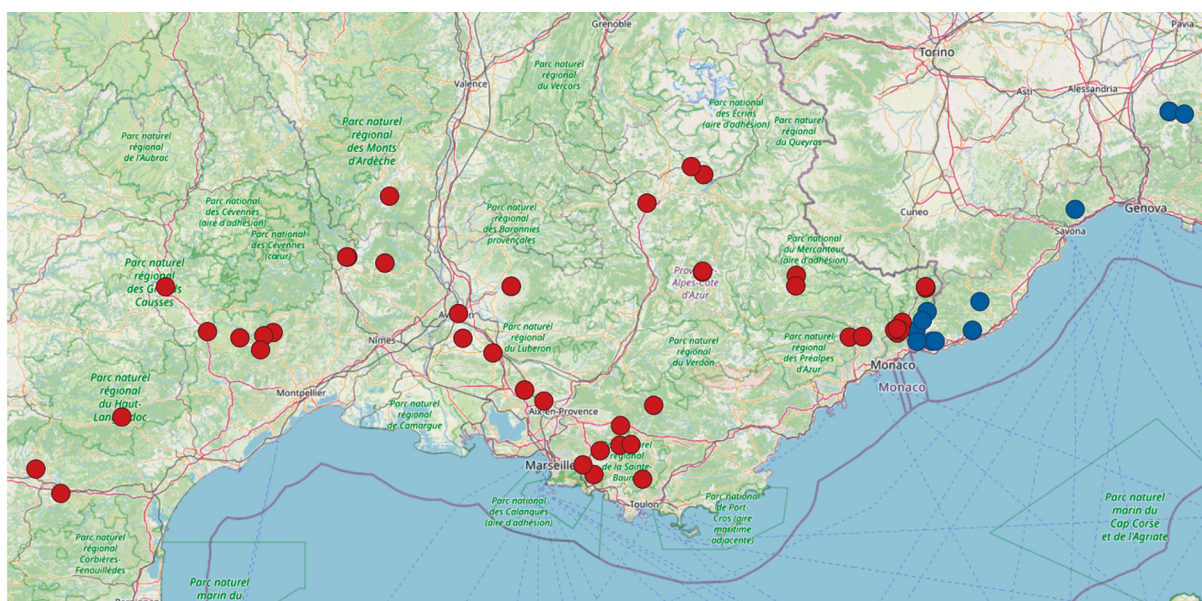 Grenoble
Pavia
Torino
Parc naturel
régional
du Vercors
Valence
Asti
Alessandria
Parc national
des Écrins
(aire d'adhésion)
Parc naturel
régional
du Queyras
Parc naturel
régional
des Monts
d'Ardèche
Parc naturel
régional
de l'Aubrac
Parc national
des Cévennes
(aire d'adhésion)
Parc national
des Cévennes
(cœur)
Parc naturel
régional
des Baronnies
provençales
Cuneo
Genova
Savona
Parc national
du Mercantour
(aire d'adhésion)
Parc naturel
régional
des Grands
Causses
Alpes-Côte
d'Azur
Parc naturel
régional
du Luberon
Nîmes
Parc naturel
régional
du Verdon
Parc naturel
régional
des Préalpes
d'Azur
Monaco
Monaco
Parc naturel
régional
du Haut-
Montpellier
Parc naturel
régional
de Camargue
Aix-en-Provence
Marseille
régional
de la Sainte-
Toulon
Parc national
des Calanques
(aire d'adhésion)
Parc national
de Port-
Cros (aire
maritime
adjacente)
Parc naturel
marin du
Cap Corse
et de l'Agriate
Parc naturel
régional
Corbières-
Fenouillèdes
Parc naturel
marin du